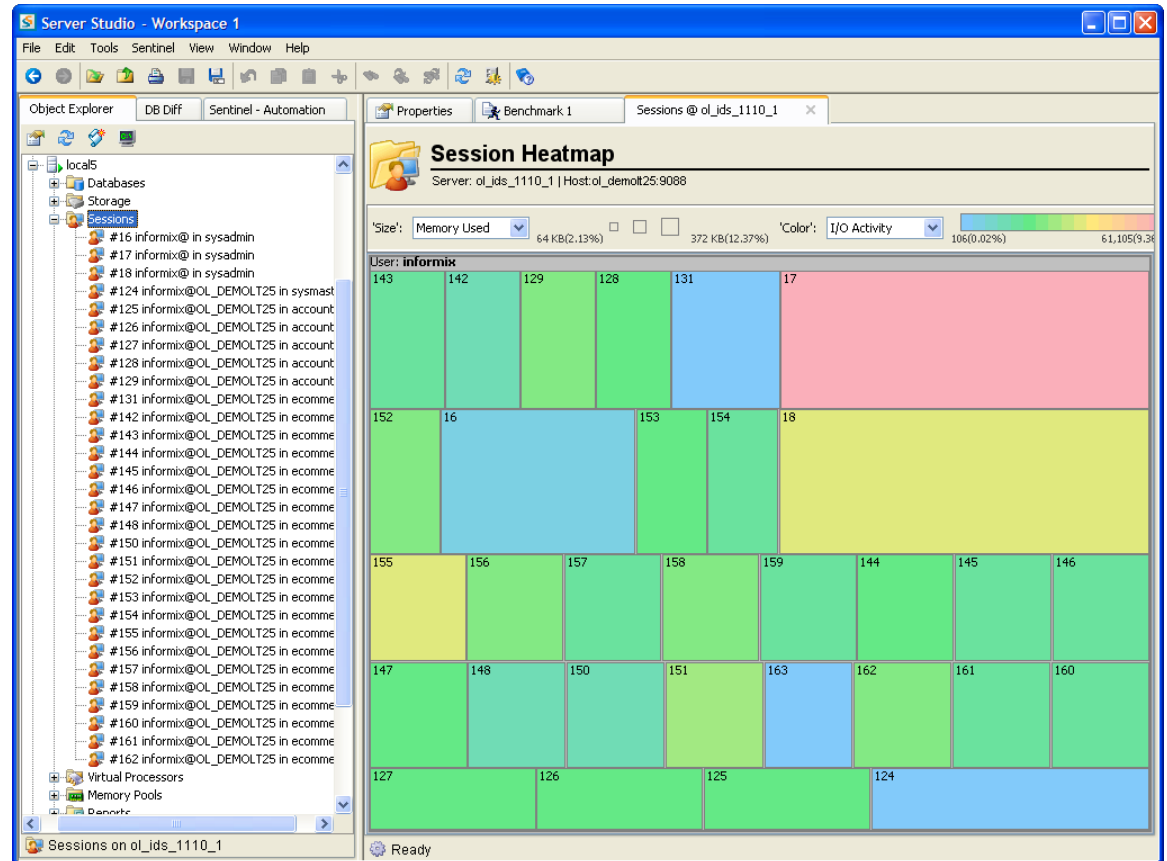 Server Studio - Workspace 1
File Edit Tools Sentinel View Window Help
Object Explorer DB Diff Sentinel - Automation
local5
Databases
Storage
Sessions
#16 informix@ in sysadmin
#17 informix@ in sysadmin
#18 informix@ in sysadmin
#124 informix@OL_DEMOLT25 in sysmast
#125 informix@OL_DEMOLT25 in account
#126 informix@OL_DEMOLT25 in account
#127 informix@OL_DEMOLT25 in account
#128 informix@OL_DEMOLT25 in account
#129 informix@OL_DEMOLT25 in account
#131 informix@OL_DEMOLT25 in ecomme
#142 informix@OL_DEMOLT25 in ecomme
#143 informix@OL_DEMOLT25 in ecomme
#144 informix@OL_DEMOLT25 in ecomme
#145 informix@OL_DEMOLT25 in ecomme
#146 informix@OL_DEMOLT25 in ecomme
#147 informix@OL_DEMOLT25 in ecomme
#148 informix@OL_DEMOLT25 in ecomme
#150 informix@OL_DEMOLT25 in ecomme
#151 informix@OL_DEMOLT25 in ecomme
#152 informix@OL_DEMOLT25 in ecomme
#153 informix@OL_DEMOLT25 in ecomme
#154 informix@OL_DEMOLT25 in ecomme
#155 informix@OL_DEMOLT25 in ecomme
#156 informix@OL_DEMOLT25 in ecomme
#157 informix@OL_DEMOLT25 in ecomme
#158 informix@OL_DEMOLT25 in ecomme
#159 informix@OL_DEMOLT25 in ecomme
#160 informix@OL_DEMOLT25 in ecomme
#161 informix@OL_DEMOLT25 in ecomme
#162 informix@OL_DEMOLT25 in ecomme
Virtual Processors
Memory Pools
Reports
Sessions on ol_ids_1110_1
Properties Benchmark 1 Sessions @ ol_ids_1110_1
Session Heatmap
Server: ol_ids_1110_1 | Host:ol_demolt25:9088
'Size': Memory Used 64 KB(2.13%) 372 KB(12.37%) 'Color': I/O Activity 106(0.02%) 61,105(9.36
User: informix
143 142 129 128 131 17
152 16 153 154 18
155 156 157 158 159 144 145 146
147 148 150 151 163 162 161 160
127 126 125 124
Ready